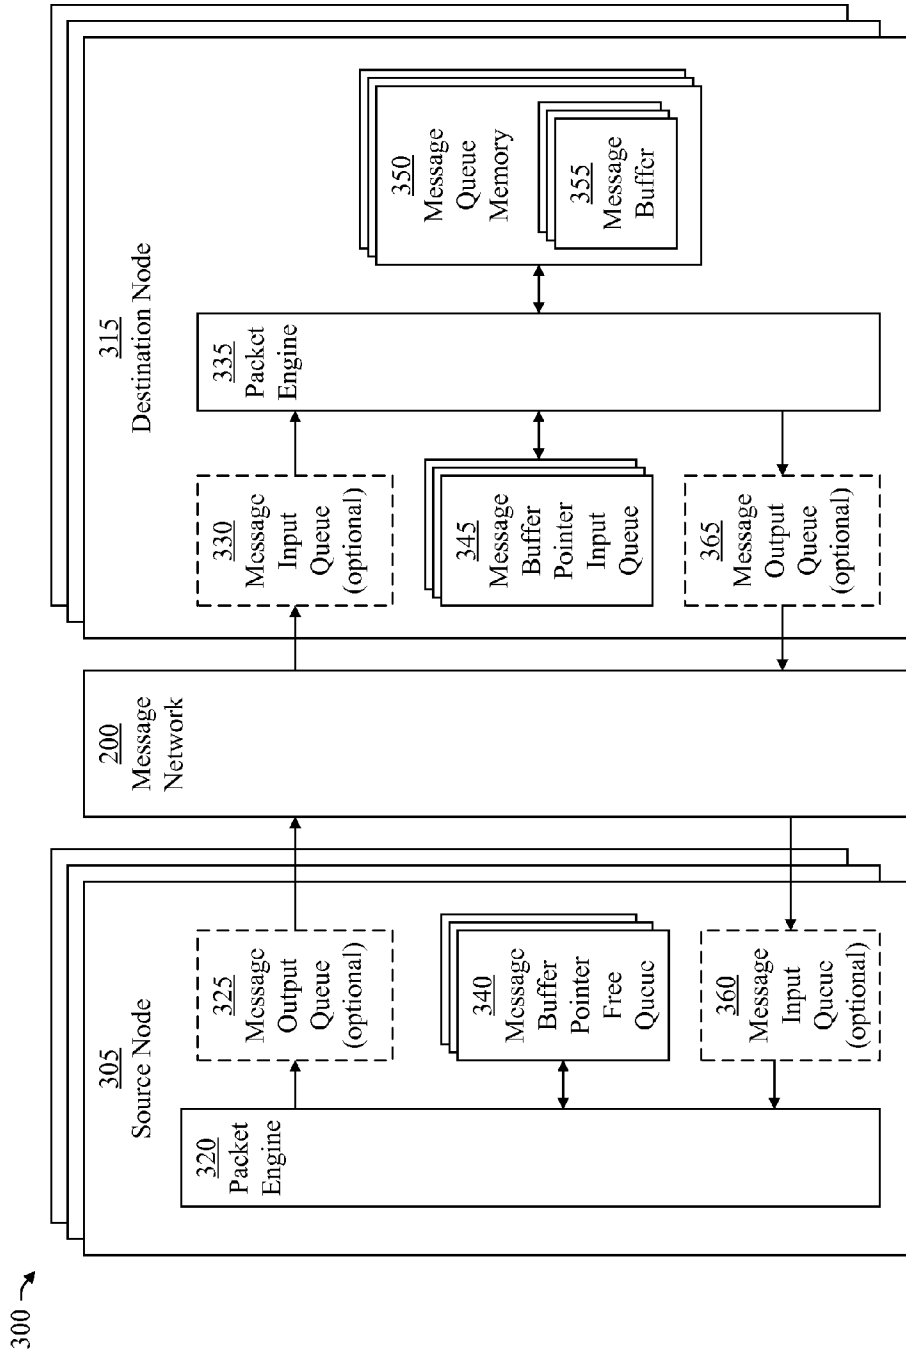 300
305
Source Node
320
Packet
Engine
325
Message
Output
Queue
(optional)
340
Message
Buffer
Pointer
Free
Queue
360
Message
Input
Queue
(optional)
200
Message
Network
315
Destination Node
330
Message
Input
Queue
(optional)
345
Message
Buffer
Pointer
Input
Queue
365
Message
Output
Queue
(optional)
335
Packet
Engine
350
Message
Queue
Memory
355
Message
Buffer